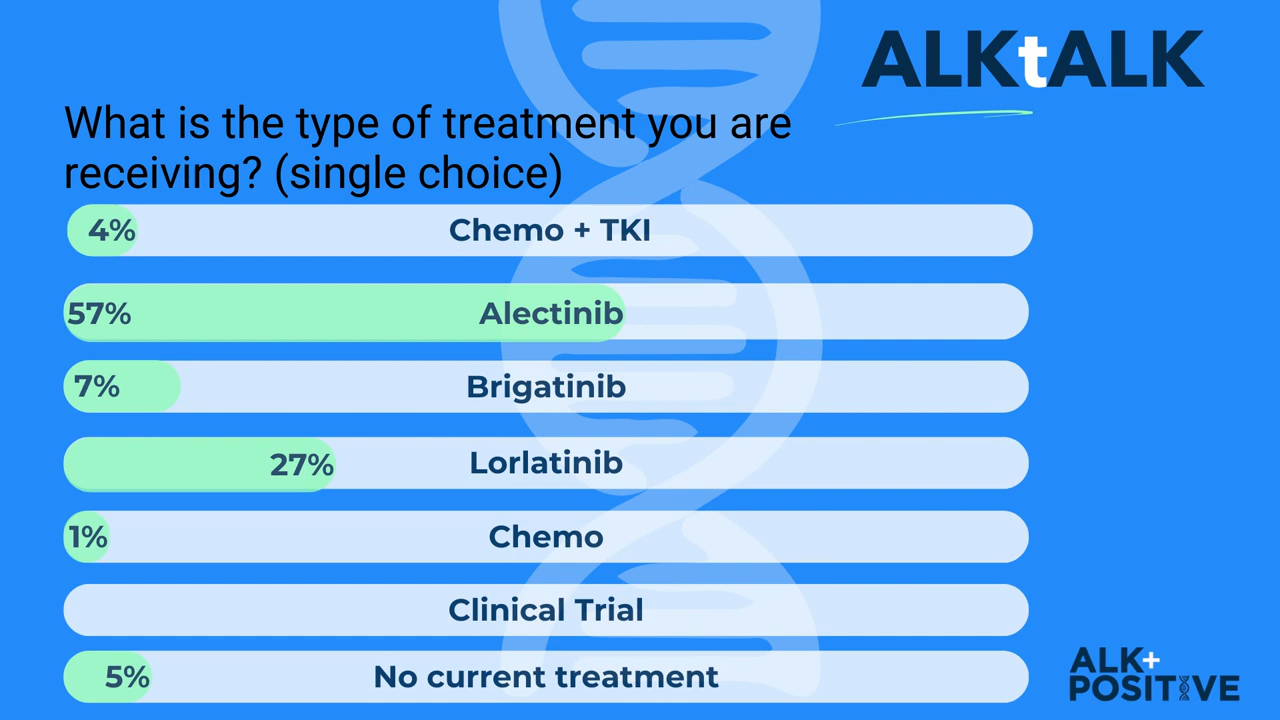 ALKtALK
What is the type of treatment you are
receiving? (single choice)
4% Chemo + TKI
57% Alectinib
7% Brigatinib
27% Lorlatinib
1% Chemo
Clinical Trial
5% No current treatment
ALK+
POSITIVE